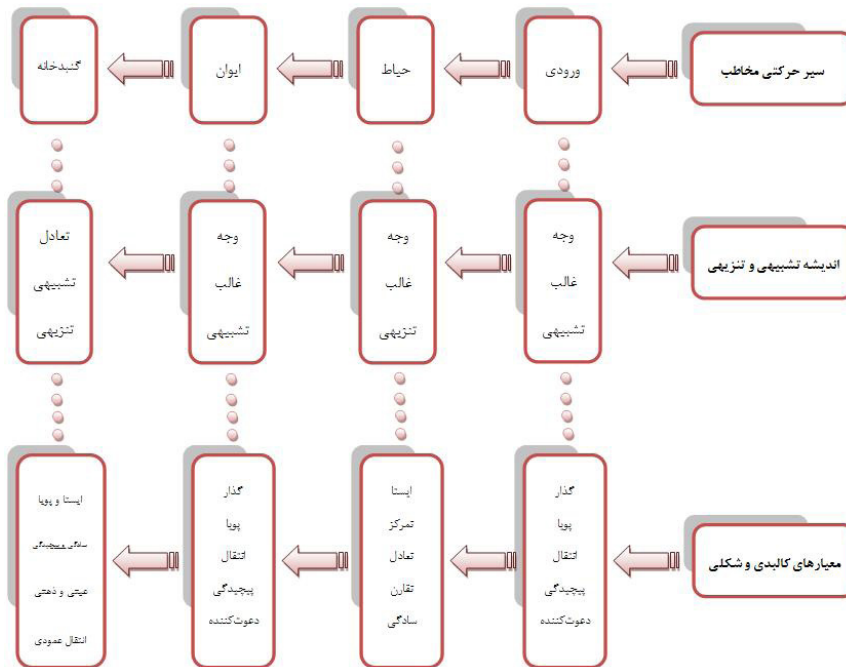 سیر حرکتی مخاطب
ورودی
حیاط
ایوان
گنبدخانه
اندیشه تشبیهی و تنزیهی
وجه
غالب
تشبیهی
وجه
غالب
تنزیهی
وجه
غالب
تشبیهی
تعادل
تشبیهی
تنزیهی
معیارهای کالبدی و شکلی
گذار
پویا
انتقال
پیچیدگی
دعوت‌کننده
ایستا
تمرکز
تعادل
تقارن
سادگی
گذار
پویا
انتقال
پیچیدگی
دعوت‌کننده
ایستا و پویا
سادگی و پیچیدگی
عینی و ذهنی
انتقال عمودی